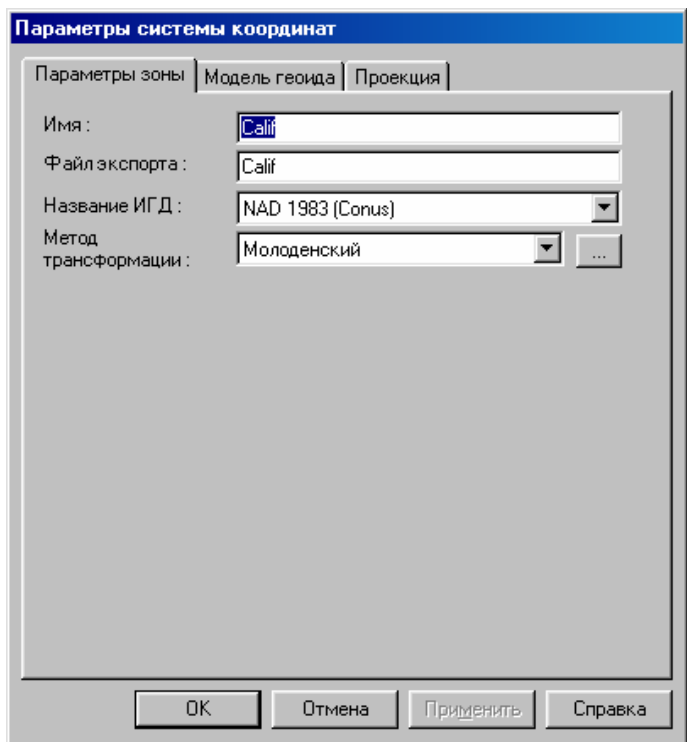 Параметры системы координат
Параметры зоны Модель геоида Проекция
Имя : Calif
Файл экспорта : Calif
Название ИГД : NAD 1983 (Conus)
Метод
трансформации : Молоденский ...
OK Отмена Применить Справка